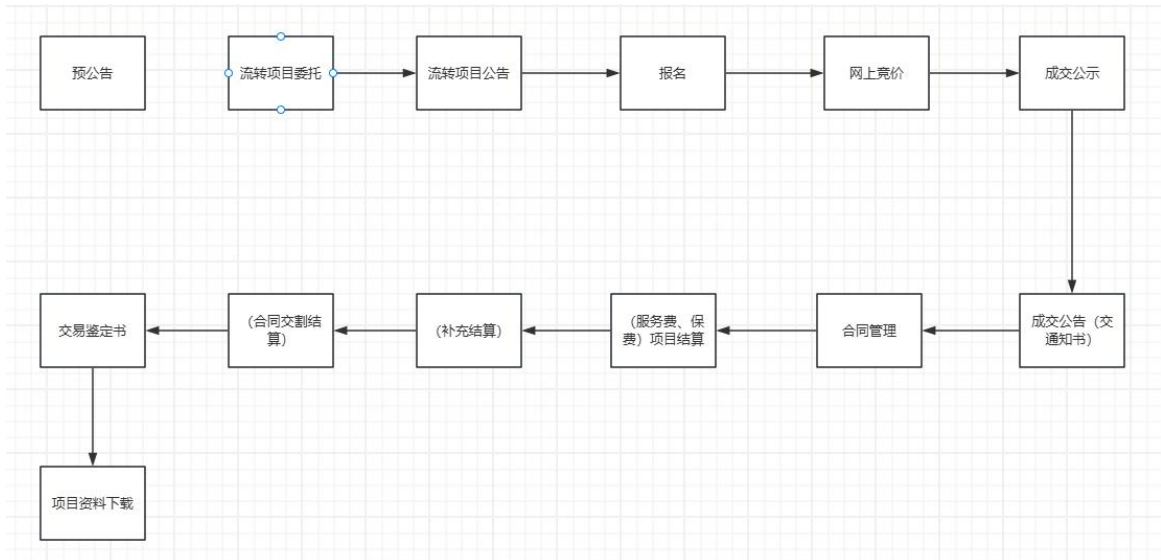 预公告
流转项目委托
流转项目公告
报名
网上竞价
成交公示
交易鉴定书
（合同交割结
算）
（补充结算）
（服务费、保
费）项目结算
合同管理
成交公告（交
通知书）
项目资料下载